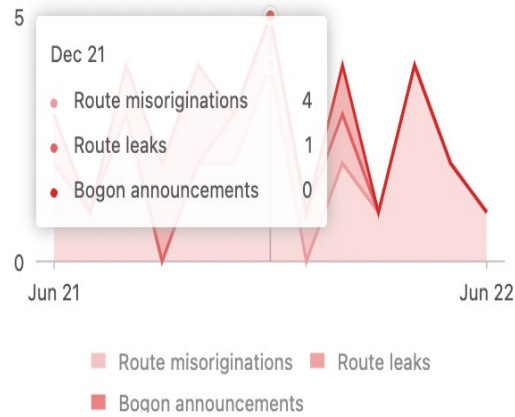 5
Dec 21
Route misoriginations 4
Route leaks 1
Bogon announcements 0
0
Jun 21 Jun 22
Route misoriginations Route leaks
Bogon announcements